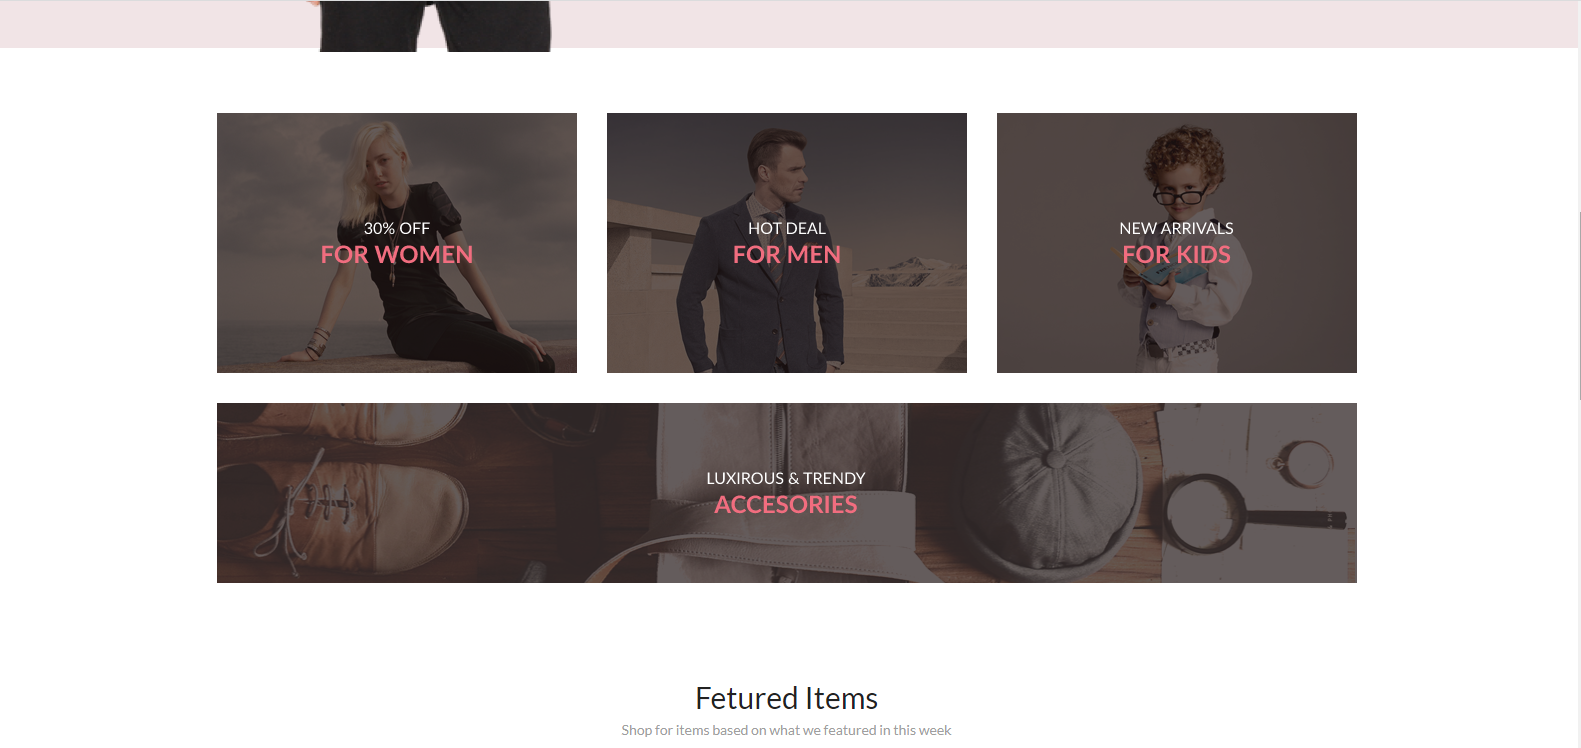 30% OFF
FOR WOMEN
HOT DEAL
FOR MEN
NEW ARRIVALS
FOR KIDS
LUXIROUS & TRENDY
ACCESORIES
Fetured Items
Shop for items based on what we featured in this week